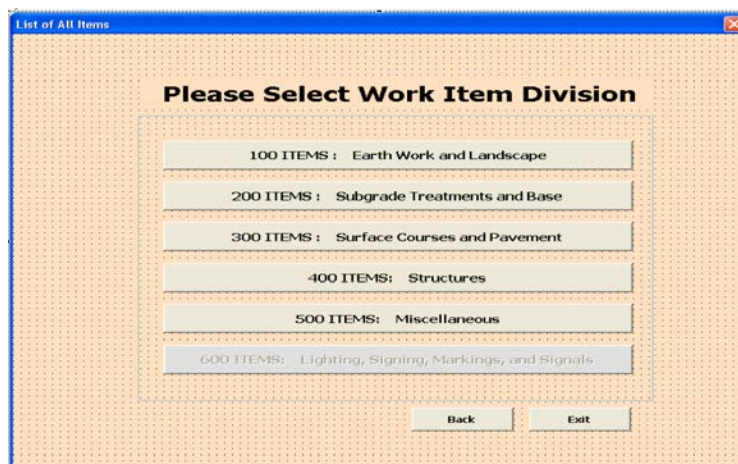 List of All Items
Please Select Work Item Division
100 ITEMS : Earth Work and Landscape
200 ITEMS : Subgrade Treatments and Base
300 ITEMS : Surface Courses and Pavement
400 ITEMS: Structures
500 ITEMS: Miscellaneous
600 ITEMS: Lighting, Signing, Markings, and Signals
Back Exit